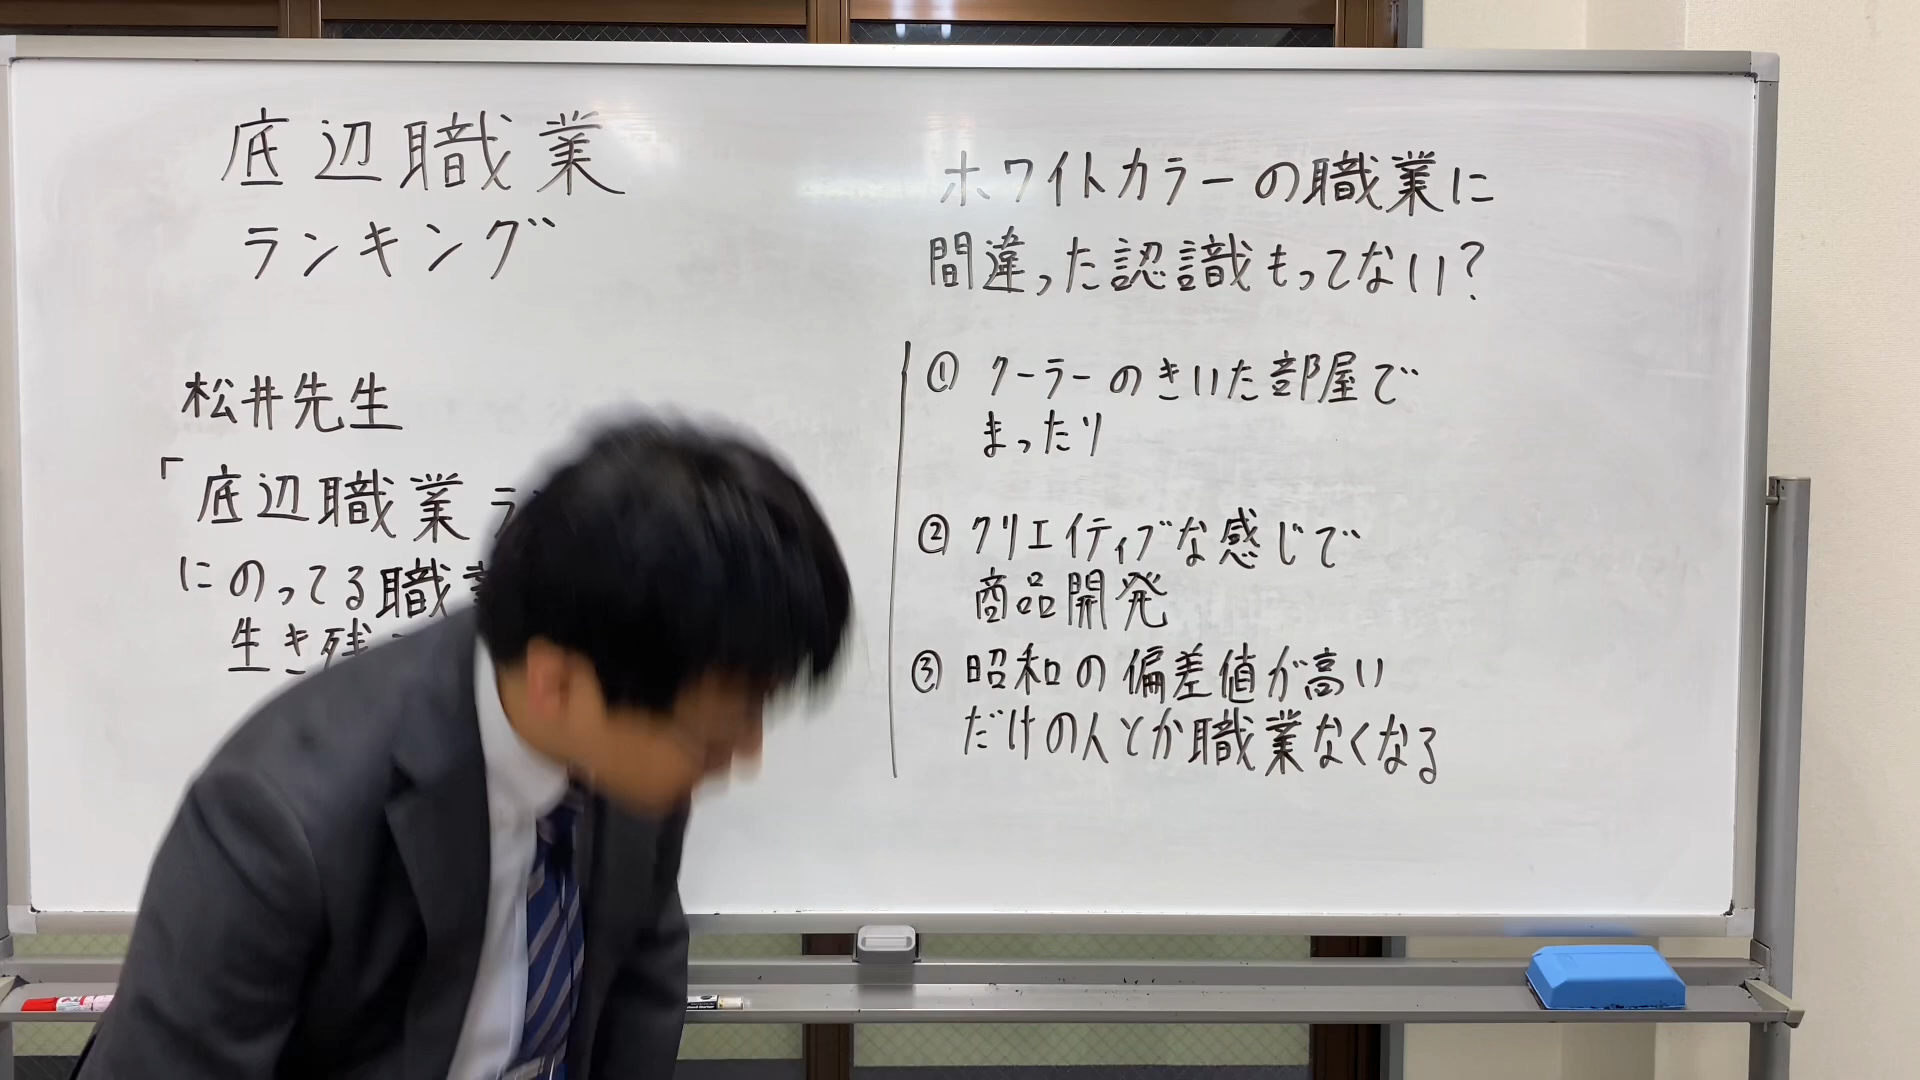 底辺職業
ランキング
松井先生
「底辺職業ラ
にのってる職業
生き残
ホワイトカラーの職業に
間違った認識もってない?
① クーラーのきいた部屋で
まったり
② クリエイティブな感じで
商品開発
③ 昭和の偏差値が高い
だけの人とか職業なくなる